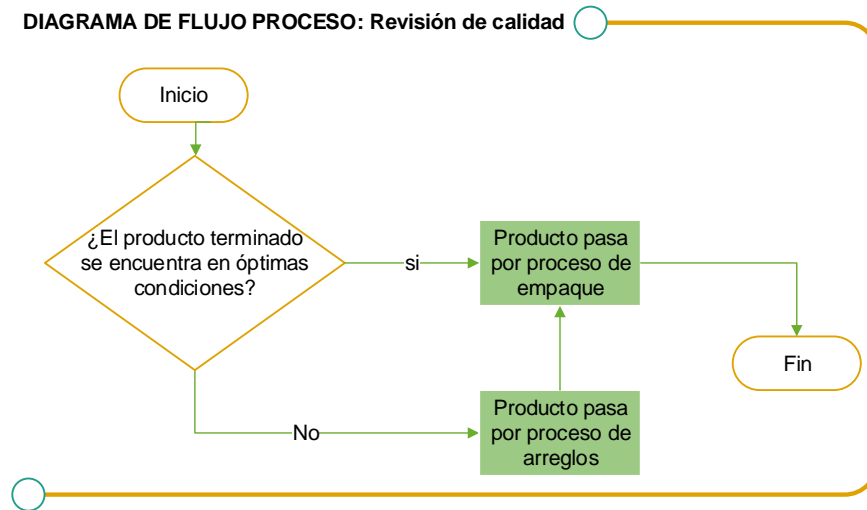 DIAGRAMA DE FLUJO PROCESO: Revisión de calidad
Inicio
¿El producto terminado
se encuentra en óptimas
condiciones?
si
Producto pasa
por proceso de
empaque
Fin
No
Producto pasa
por proceso de
arreglos